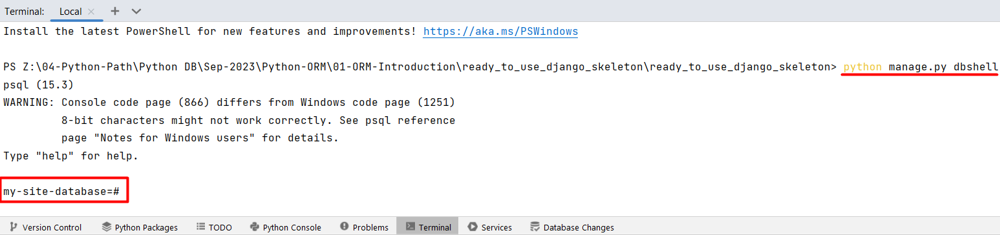 Terminal: Local × + 
Install the latest PowerShell for new features and improvements! https://aka.ms/PSWindows
PS Z:\04-Python-Path\Python DB\Sep-2023\Python-ORM\01-ORM-Introduction\ready_to_use_django_skeleton\ready_to_use_django_skeleton> python manage.py dbshell
psql (15.3)
WARNING: Console code page (866) differs from Windows code page (1251)
8-bit characters might not work correctly. See psql reference
page "Notes for Windows users" for details.
Type "help" for help.
my-site-database=#
Version Control Python Packages TODO Python Console Problems Terminal Services Database Changes